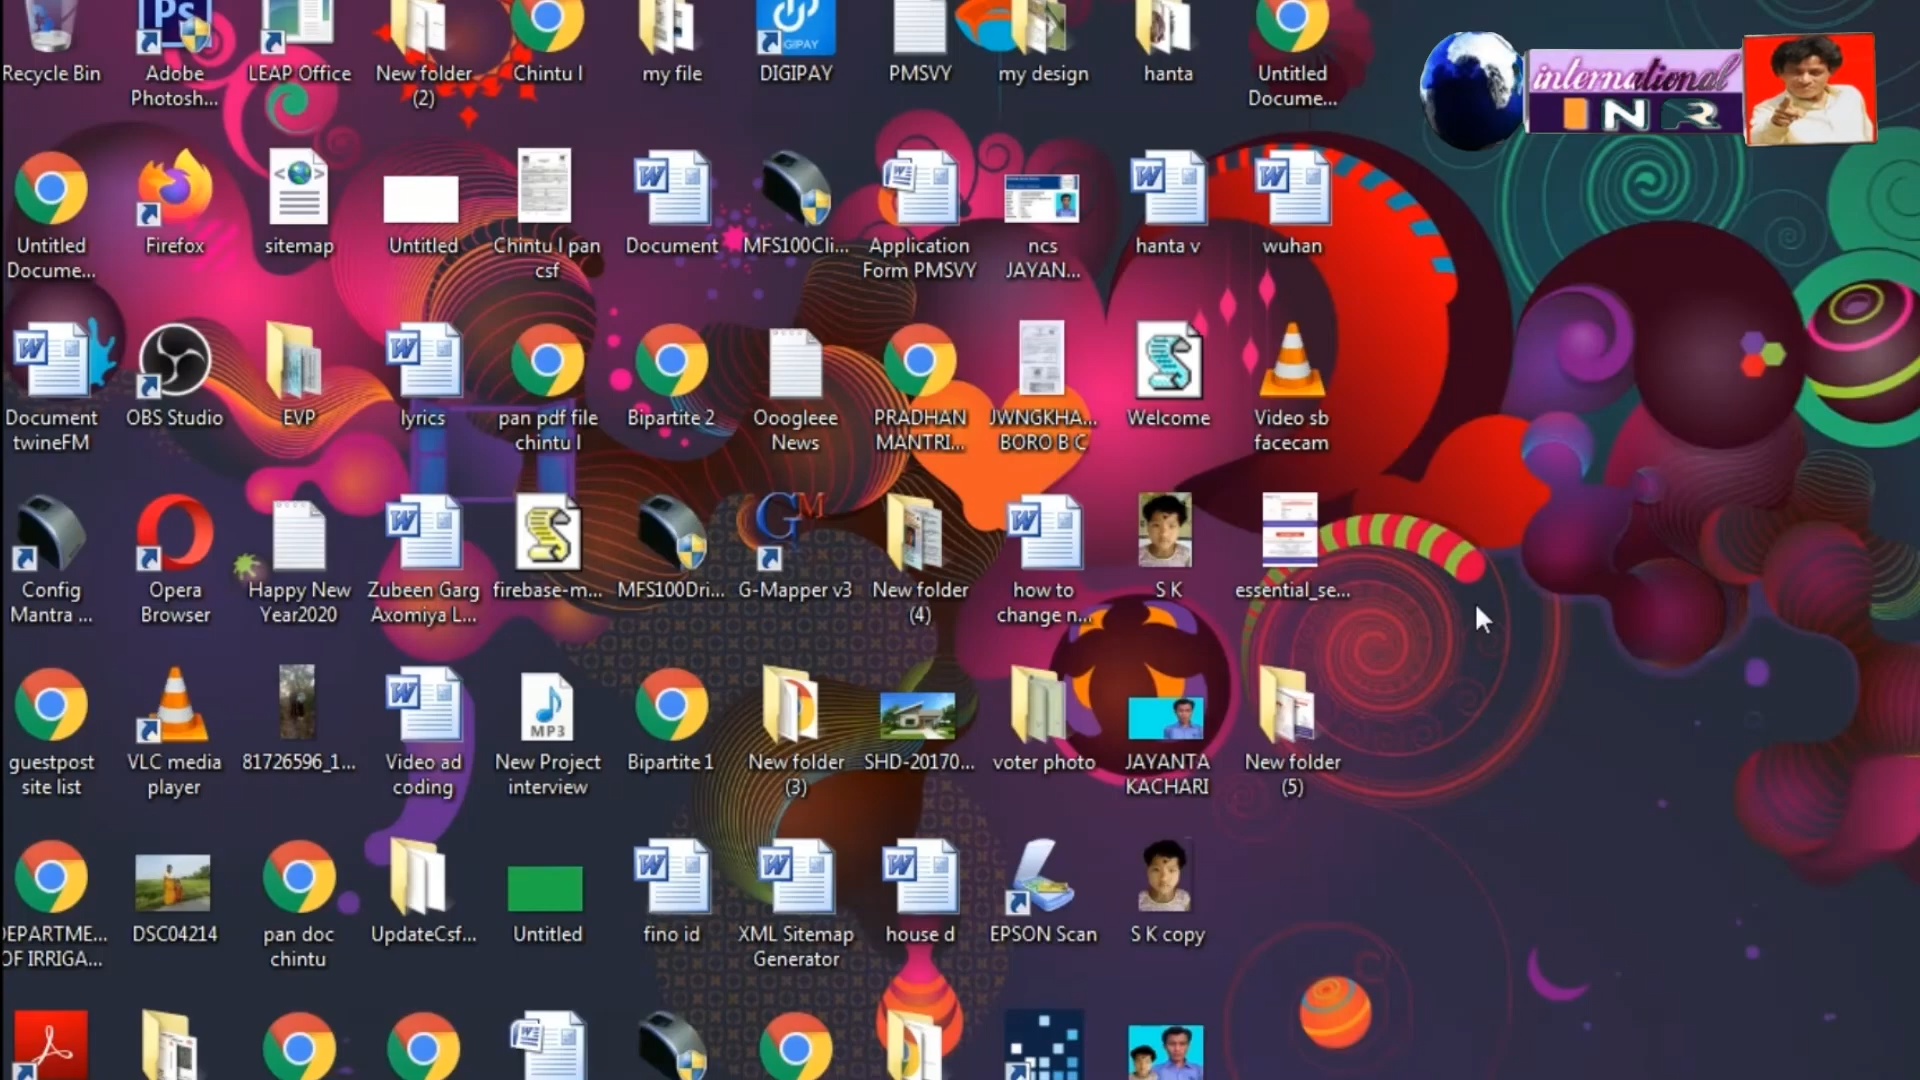 international
INR
Recycle Bin
Adobe
Photosh...
Ps
LEAP Office
New folder
(2)
Chintu l
my file
DIGIPAY
GIPAY
PMSVY
my design
hanta
Untitled
Docume...
Untitled
Docume...
Firefox
sitemap
Untitled
Chintu l pan
csf
Document
MFS100Cli...
Application
Form PMSVY
ncs
JAYAN...
hanta v
wuhan
Document
twineFM
OBS Studio
EVP
lyrics
pan pdf file
chintu l
Bipartite 2
Ooogleee
News
PRADHAN
MANTRI...
JWNGKHA...
BORO B C
Welcome
Video sb
facecam
GM
Config
Mantra ...
Opera
Browser
Happy New
Year2020
Zubeen Garg
Axomiya L...
firebase-m...
MFS100Dri...
G-Mapper v3
New folder
(4)
how to
change n...
S K
essential_se...
MP3
guestpost
site list
VLC media
player
81726596_1...
Video ad
coding
New Project
interview
Bipartite 1
New folder
(3)
SHD-20170...
voter photo
JAYANTA
KACHARI
New folder
(5)
DEPARTME...
OF IRRIGA...
DSC04214
pan doc
chintu
UpdateCsf...
Untitled
fino id
XML Sitemap
Generator
house d
EPSON Scan
S K copy